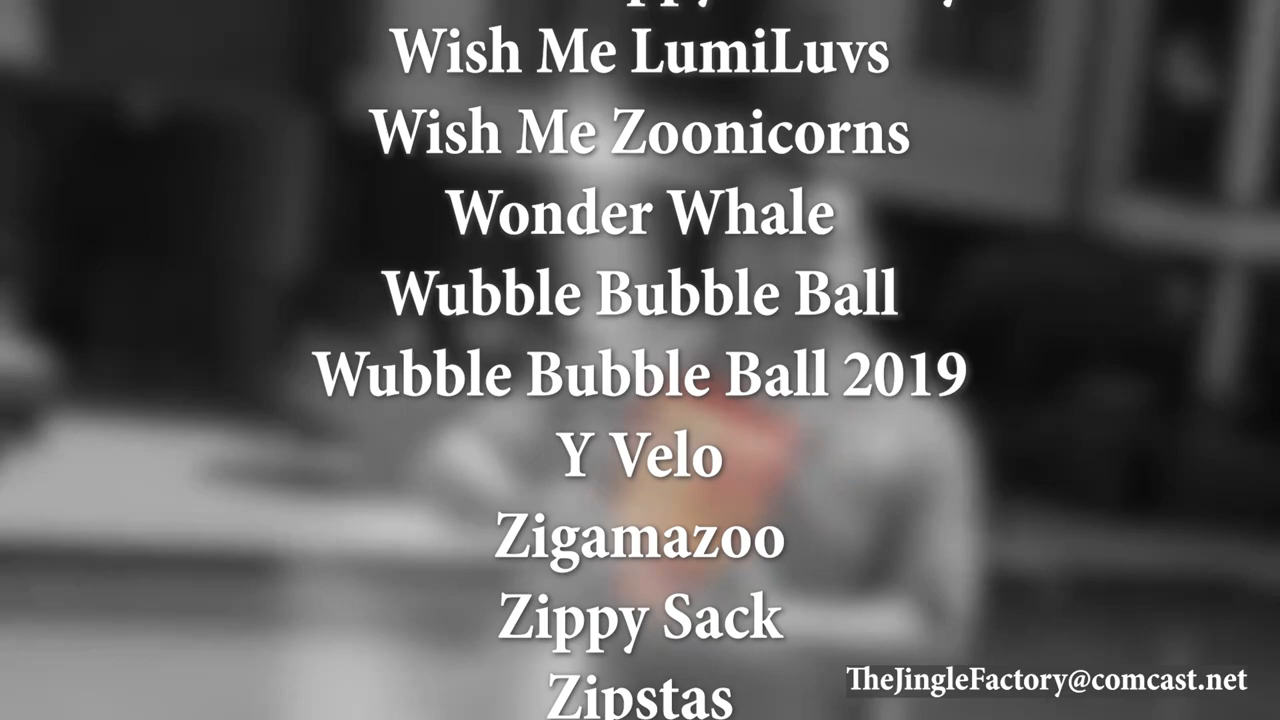 Wish Me LumiLuvs
Wish Me Zoonicorns
Wonder Whale
Wubble Bubble Ball
Wubble Bubble Ball 2019
Y Velo
Zigamazoo
Zippy Sack
Zipstas
TheJingleFactory@comcast.net